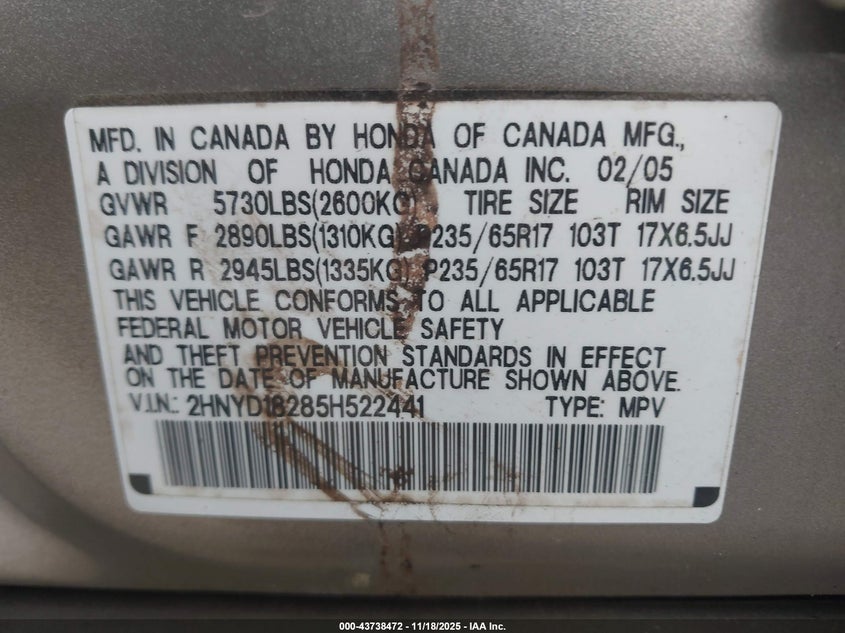 MFD. IN CANADA BY HONDA OF CANADA MFG.,
A DIVISION OF HONDA CANADA INC. 02/05
GVWR 5730LBS(2600KG) TIRE SIZE RIM SIZE
GAWR F 2890LBS(1310KG) P235/65R17 103T 17X6.5JJ
GAWR R 2945LBS(1335KG) P235/65R17 103T 17X6.5JJ
THIS VEHICLE CONFORMS TO ALL APPLICABLE
FEDERAL MOTOR VEHICLE SAFETY
AND THEFT PREVENTION STANDARDS IN EFFECT
ON THE DATE OF MANUFACTURE SHOWN ABOVE.
V.I.N.: 2HNYD18285H522441 TYPE: MPV
000-43738472 - 11/18/2025 - IAA Inc.